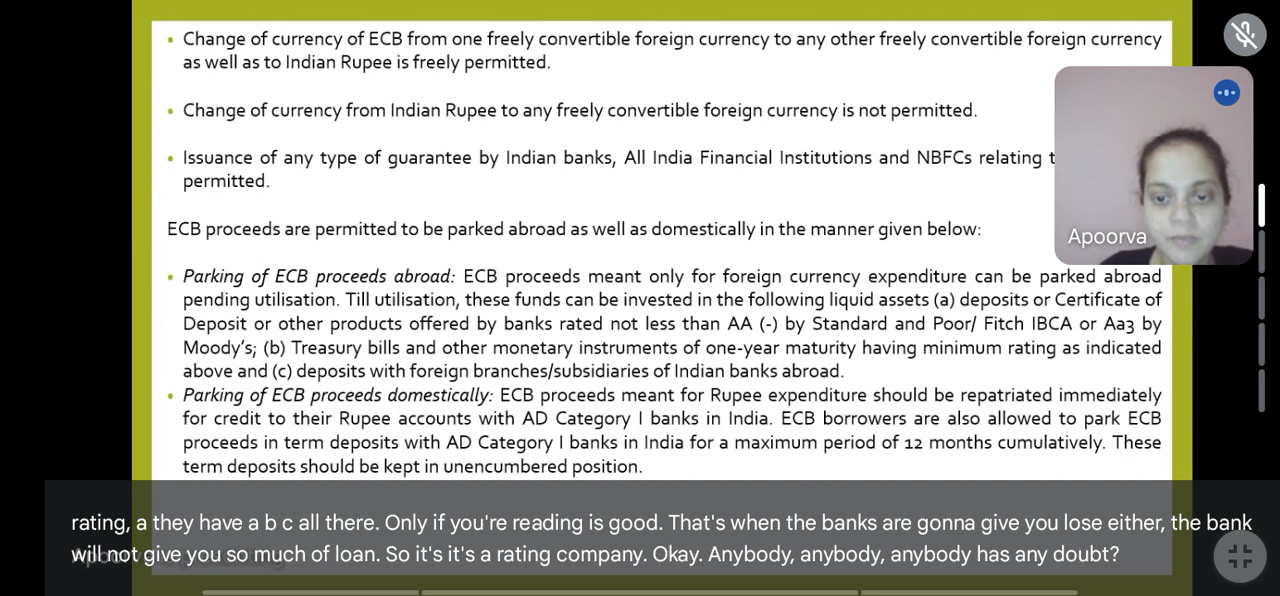 Change of currency of ECB from one freely convertible foreign currency to any other freely convertible foreign currency
as well as to Indian Rupee is freely permitted.
Change of currency from Indian Rupee to any freely convertible foreign currency is not permitted.
Issuance of any type of guarantee by Indian banks, All India Financial Institutions and NBFCs relating
permitted.
ECB proceeds are permitted to be parked abroad as well as domestically in the manner given below:
Apoorva
Parking of ECB proceeds abroad: ECB proceeds meant only for foreign currency expenditure can be parked abroad
pending utilisation. Till utilisation, these funds can be invested in the following liquid assets (a) deposits or Certificate of
Deposit or other products offered by banks rated not less than AA (-) by Standard and Poor/ Fitch IBCA or Aa3 by
Moody's; (b) Treasury bills and other monetary instruments of one-year maturity having minimum rating as indicated
above and (c) deposits with foreign branches/subsidiaries of Indian banks abroad.
Parking of ECB proceeds domestically: ECB proceeds meant for Rupee expenditure should be repatriated immediately
for credit to their Rupee accounts with AD Category I banks in India. ECB borrowers are also allowed to park ECB
proceeds in term deposits with AD Category I banks in India for a maximum period of 12 months cumulatively. These
term deposits should be kept in unencumbered position.
rating, a they have a b c all there. Only if you're reading is good. That's when the banks are gonna give you lose either, the bank
will not give you so much of loan. So it's it's a rating company. Okay. Anybody, anybody, anybody has any doubt?